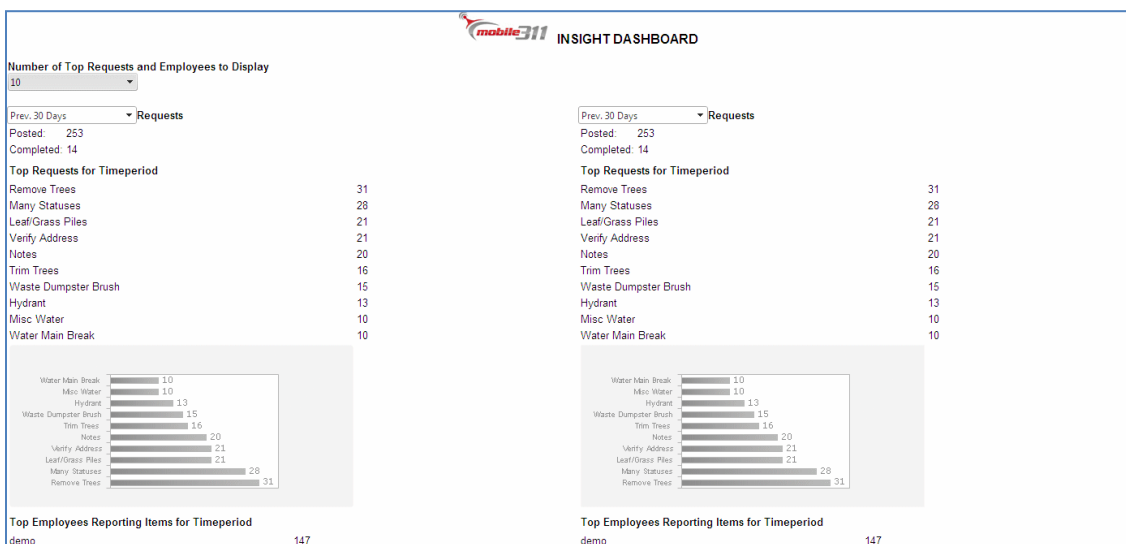 mobile311 INSIGHT DASHBOARD
Number of Top Requests and Employees to Display
10
Prev. 30 Days Requests
Posted: 253
Completed: 14
Top Requests for Timeperiod
Remove Trees 31
Many Statuses 28
Leaf/Grass Piles 21
Verify Address 21
Notes 20
Trim Trees 16
Waste Dumpster Brush 15
Hydrant 13
Misc Water 10
Water Main Break 10
Water Main Break 10
Misc Water 10
Hydrant 13
Waste Dumpster Brush 15
Trim Trees 16
Notes 20
Verify Address 21
Leaf/Grass Piles 21
Many Statuses 28
Remove Trees 31
Top Employees Reporting Items for Timeperiod
demo 147
Prev. 30 Days Requests
Posted: 253
Completed: 14
Top Requests for Timeperiod
Remove Trees 31
Many Statuses 28
Leaf/Grass Piles 21
Verify Address 21
Notes 20
Trim Trees 16
Waste Dumpster Brush 15
Hydrant 13
Misc Water 10
Water Main Break 10
Water Main Break 10
Misc Water 10
Hydrant 13
Waste Dumpster Brush 15
Trim Trees 16
Notes 20
Verify Address 21
Leaf/Grass Piles 21
Many Statuses 28
Remove Trees 31
Top Employees Reporting Items for Timeperiod
demo 147